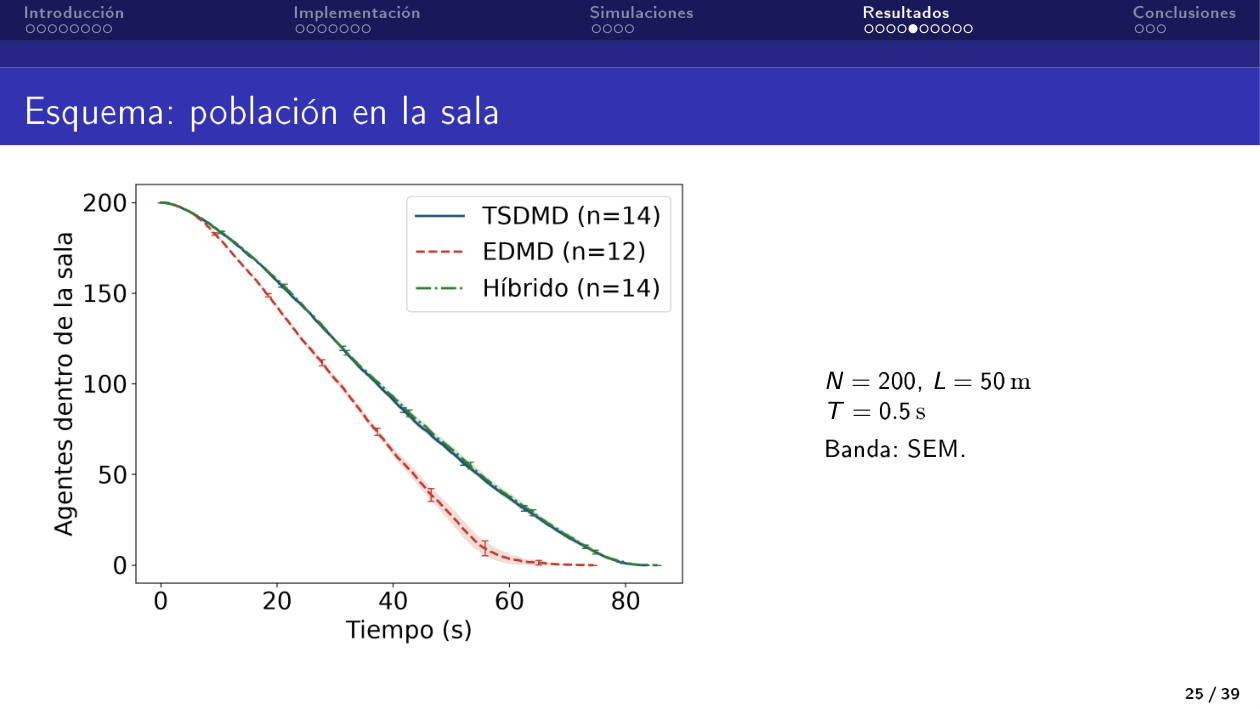 Introducción Implementación Simulaciones Resultados Conclusiones
Esquema: población en la sala
TSDMD (n=14)
EDMD (n=12)
Híbrido (n=14)
200
150
100
50
0
Agentes dentro de la sala
0 20 40 60 80
Tiempo (s)
N = 200, L = 50 m
T = 0.5 s
Banda: SEM.
25 / 39